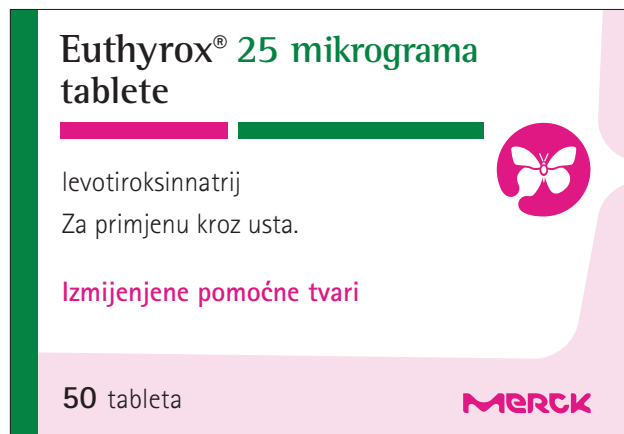 Euthyrox® 25 mikrograma
tablete
levotiroksinnatrij
Za primjenu kroz usta.
Izmijenjene pomoćne tvari
50 tableta
MERCK